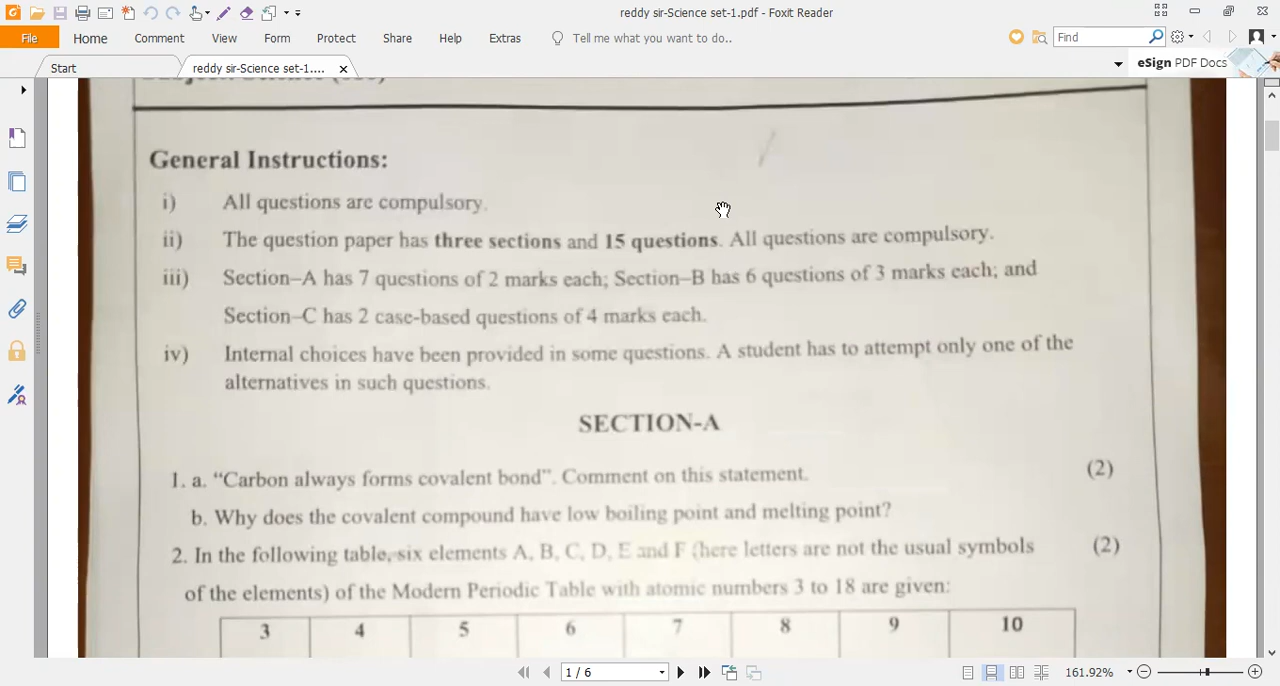 reddy sir-Science set-1.pdf - Foxit Reader
File Home Comment View Form Protect Share Help Extras Tell me what you want to do.. Find
Start reddy sir-Science set-1.... eSign PDF Docs
General Instructions:
i) All questions are compulsory.
ii) The question paper has three sections and 15 questions. All questions are compulsory.
iii) Section–A has 7 questions of 2 marks each; Section–B has 6 questions of 3 marks each; and
Section–C has 2 case-based questions of 4 marks each.
iv) Internal choices have been provided in some questions. A student has to attempt only one of the
alternatives in such questions.
SECTION-A
1. a. “Carbon always forms covalent bond”. Comment on this statement. (2)
b. Why does the covalent compound have low boiling point and melting point?
2. In the following table, six elements A, B, C, D, E and F (here letters are not the usual symbols (2)
of the elements) of the Modern Periodic Table with atomic numbers 3 to 18 are given:
3 4 5 6 7 8 9 10
1 / 6 161.92%